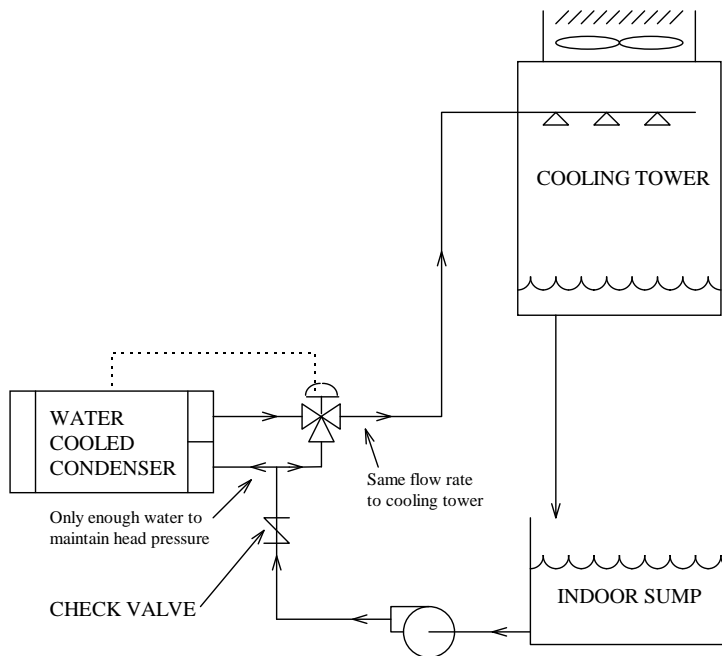 COOLING TOWER
WATER
COOLED
CONDENSER
Same flow rate
to cooling tower
Only enough water to
maintain head pressure
CHECK VALVE
INDOOR SUMP